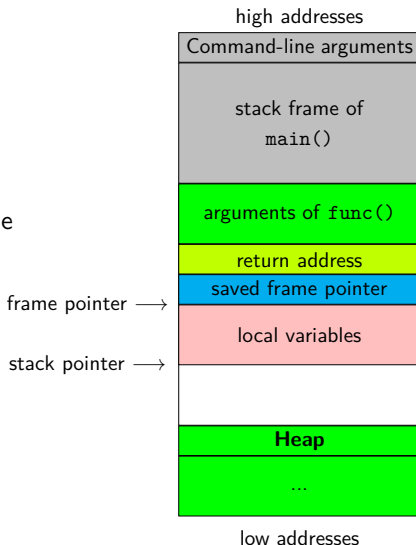 high addresses
Command-line arguments
stack frame of
main()
arguments of func()
e
return address
saved frame pointer
frame pointer →
local variables
stack pointer →
Heap
...
low addresses